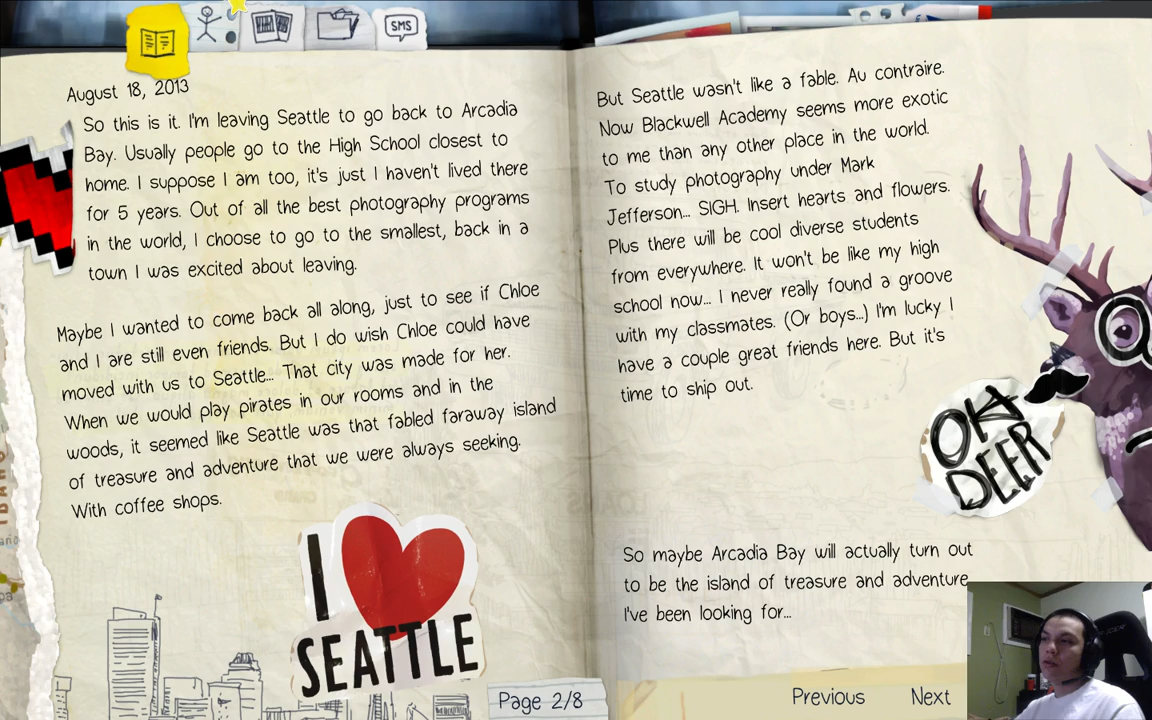 SMS
August 18, 2013
So this is it. I'm leaving Seattle to go back to Arcadia
Bay. Usually people go to the High School closest to
home. I suppose I am too, it's just I haven't lived there
for 5 years. Out of all the best photography programs
in the world, I choose to go to the smallest, back in a
town I was excited about leaving.
Maybe I wanted to come back all along, just to see if Chloe
and I are still even friends. But I do wish Chloe could have
moved with us to Seattle... That city was made for her.
When we would play pirates in our rooms and in the
woods, it seemed like Seattle was that fabled faraway island
of treasure and adventure that we were always seeking.
With coffee shops.
I
SEATTLE
Page 2/8
But Seattle wasn't like a fable. Au contraire.
Now Blackwell Academy seems more exotic
to me than any other place in the world.
To study photography under Mark
Jefferson... SIGH. Insert hearts and flowers.
Plus there will be cool diverse students
from everywhere. It won't be like my high
school now... I never really found a groove
with my classmates. (Or boys...) I'm lucky I
have a couple great friends here. But it's
time to ship out.
OH
DEER
So maybe Arcadia Bay will actually turn out
to be the island of treasure and adventure
I've been looking for...
Previous Next